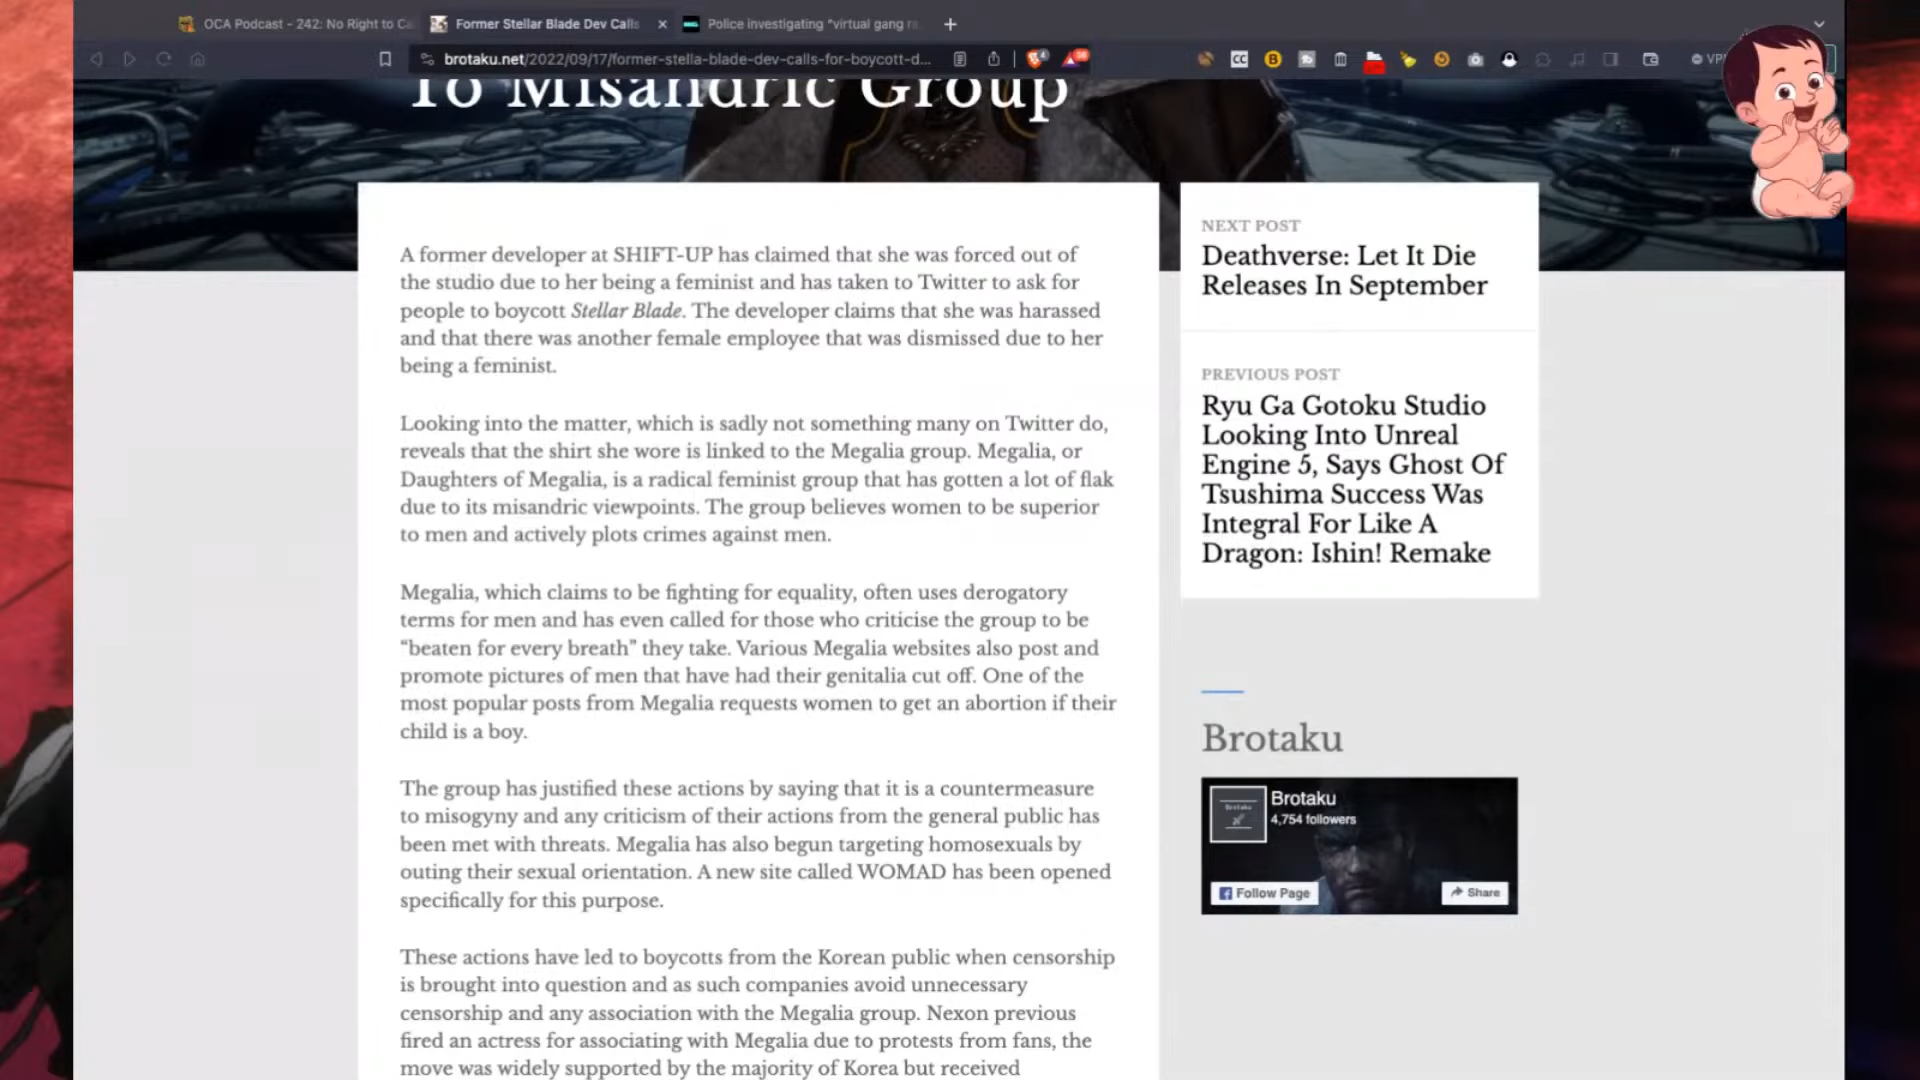 OCA Podcast - 242: No Right to Ca
Former Stellar Blade Dev Calls
Police investigating "virtual gang ra
brotaku.net/2022/09/17/former-stella-blade-dev-calls-for-boycott-d...
CC
VP
To Misandric Group
A former developer at SHIFT-UP has claimed that she was forced out of
the studio due to her being a feminist and has taken to Twitter to ask for
people to boycott Stellar Blade. The developer claims that she was harassed
and that there was another female employee that was dismissed due to her
being a feminist.
Looking into the matter, which is sadly not something many on Twitter do,
reveals that the shirt she wore is linked to the Megalia group. Megalia, or
Daughters of Megalia, is a radical feminist group that has gotten a lot of flak
due to its misandric viewpoints. The group believes women to be superior
to men and actively plots crimes against men.
Megalia, which claims to be fighting for equality, often uses derogatory
terms for men and has even called for those who criticise the group to be
“beaten for every breath” they take. Various Megalia websites also post and
promote pictures of men that have had their genitalia cut off. One of the
most popular posts from Megalia requests women to get an abortion if their
child is a boy.
The group has justified these actions by saying that it is a countermeasure
to misogyny and any criticism of their actions from the general public has
been met with threats. Megalia has also begun targeting homosexuals by
outing their sexual orientation. A new site called WOMAD has been opened
specifically for this purpose.
These actions have led to boycotts from the Korean public when censorship
is brought into question and as such companies avoid unnecessary
censorship and any association with the Megalia group. Nexon previous
fired an actress for associating with Megalia due to protests from fans, the
move was widely supported by the majority of Korea but received
NEXT POST
Deathverse: Let It Die
Releases In September
PREVIOUS POST
Ryu Ga Gotoku Studio
Looking Into Unreal
Engine 5, Says Ghost Of
Tsushima Success Was
Integral For Like A
Dragon: Ishin! Remake
Brotaku
Brotaku
4,754 followers
Follow Page
Share